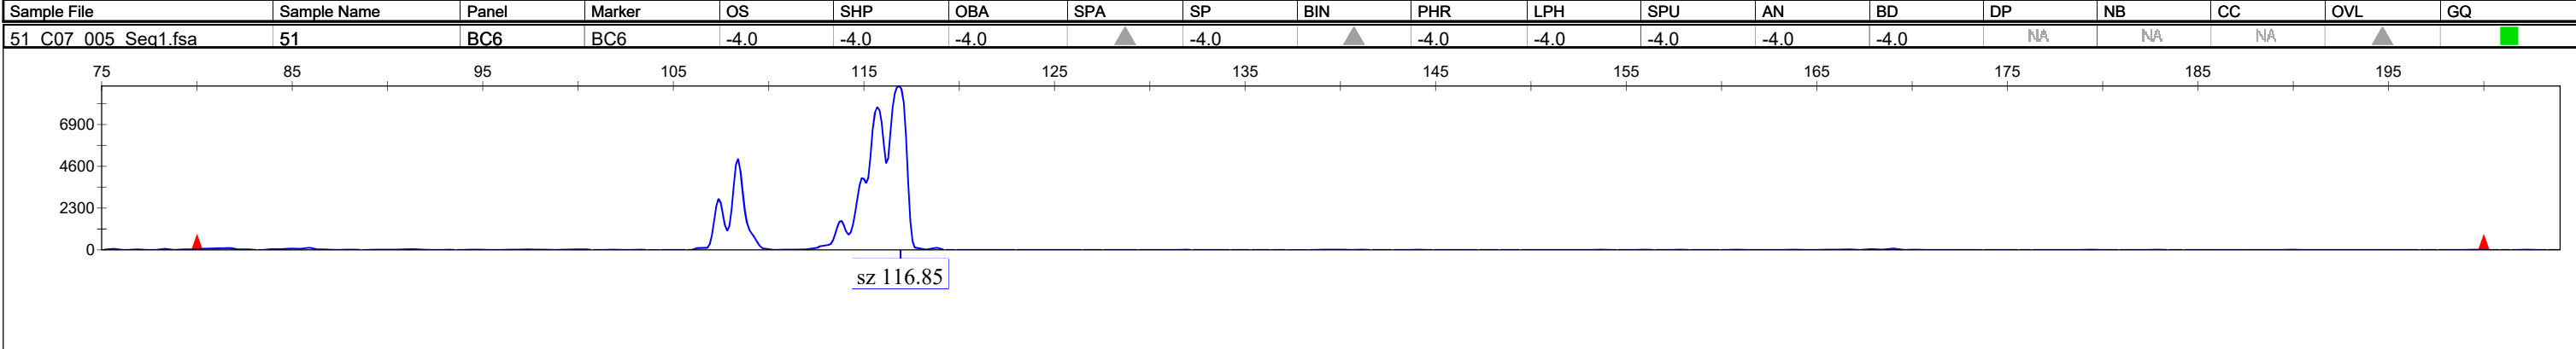 Sample File Sample Name Panel Marker OS SHP OBA SPA SP BIN PHR LPH SPU AN BD DP NB CC OVL GQ
51_C07_005_Seq1.fsa 51 BC6 BC6 -4.0 -4.0 -4.0 -4.0 -4.0 -4.0 -4.0 -4.0 -4.0 NA NA NA
75 85 95 105 115 125 135 145 155 165 175 185 195
6900
4600
2300
0
sz 116.85